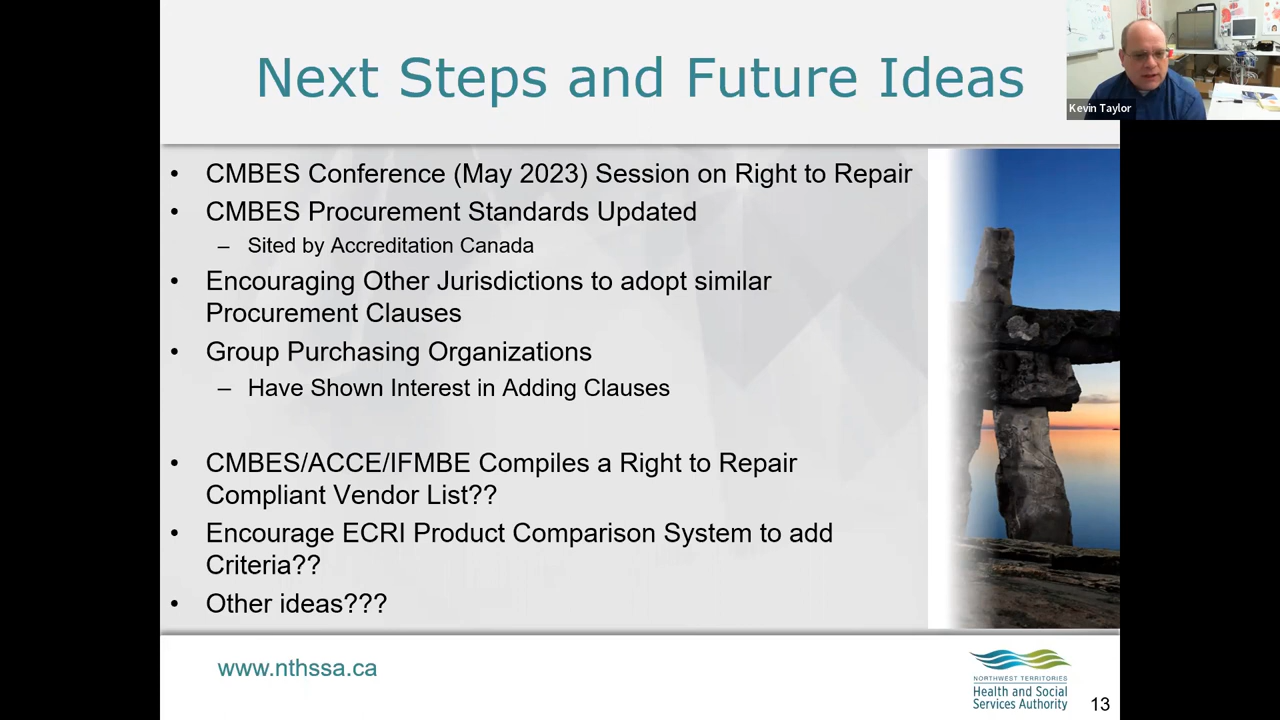 Next Steps and Future Ideas
Kevin Taylor
• CMBES Conference (May 2023) Session on Right to Repair
• CMBES Procurement Standards Updated
– Sited by Accreditation Canada
• Encouraging Other Jurisdictions to adopt similar
Procurement Clauses
• Group Purchasing Organizations
– Have Shown Interest in Adding Clauses
• CMBES/ACCE/IFMBE Compiles a Right to Repair
Compliant Vendor List??
• Encourage ECRI Product Comparison System to add
Criteria??
• Other ideas???
www.nthssa.ca
NORTHWEST TERRITORIES
Health and Social
Services Authority
13